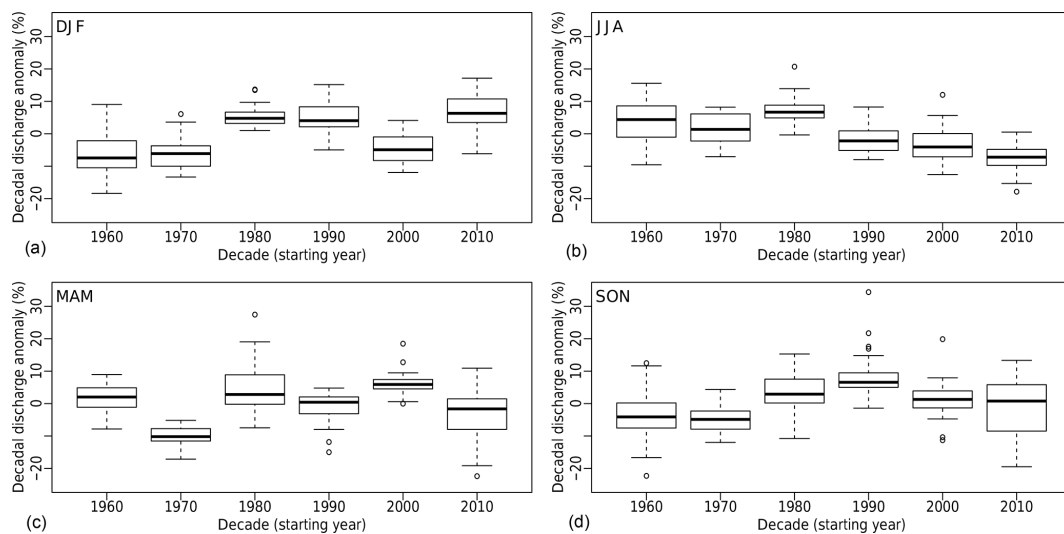 DJF
Decadal discharge anomaly (%)
−20 0 10 20 30
1960 1970 1980 1990 2000 2010
Decade (starting year)
(a)
JJA
Decadal discharge anomaly (%)
−20 0 10 20 30
1960 1970 1980 1990 2000 2010
Decade (starting year)
(b)
MAM
Decadal discharge anomaly (%)
−20 0 10 20 30
1960 1970 1980 1990 2000 2010
Decade (starting year)
(c)
SON
Decadal discharge anomaly (%)
−20 0 10 20 30
1960 1970 1980 1990 2000 2010
Decade (starting year)
(d)